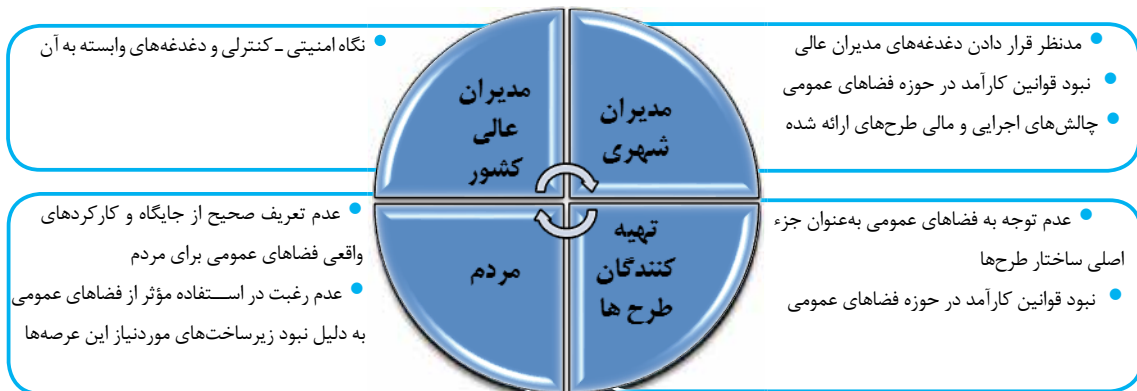 مدنظر قرار دادن دغدغه‌های مدیران عالی
نبود قوانین کارآمد در حوزه فضاهای عمومی
چالش‌های اجرایی و مالی طرح‌های ارائه شده
مدیران
شهری
مدیران
عالی
کشور
نگاه امنیتی ـ کنترلی و دغدغه‌های وابسته به آن
عدم توجه به فضاهای عمومی به‌عنوان جزء
اصلی ساختار طرح‌ها
نبود قوانین کارآمد در حوزه فضاهای عمومی
تهیه
کنندگان
طرح ها
مردم
عدم تعریف صحیح از جایگاه و کارکردهای
واقعی فضاهای عمومی برای مردم
عدم رغبت در اســتفاده مؤثر از فضاهای عمومی
به دلیل نبود زیرساخت‌های موردنیاز این عرصه‌ها